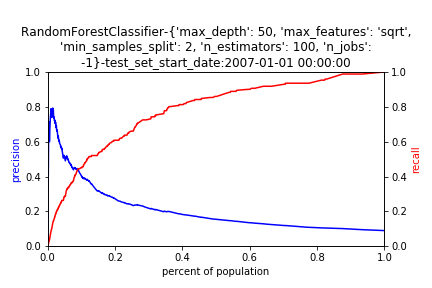 RandomForestClassifier-{'max_depth': 50, 'max_features': 'sqrt',
'min_samples_split': 2, 'n_estimators': 100, 'n_jobs':
-1}-test_set_start_date:2007-01-01 00:00:00
1.0 1.0
0.8 0.8
0.6 0.6
precision recall
0.4 0.4
0.2 0.2
0.0 0.0
0.0 0.2 0.4 0.6 0.8 1.0
percent of population